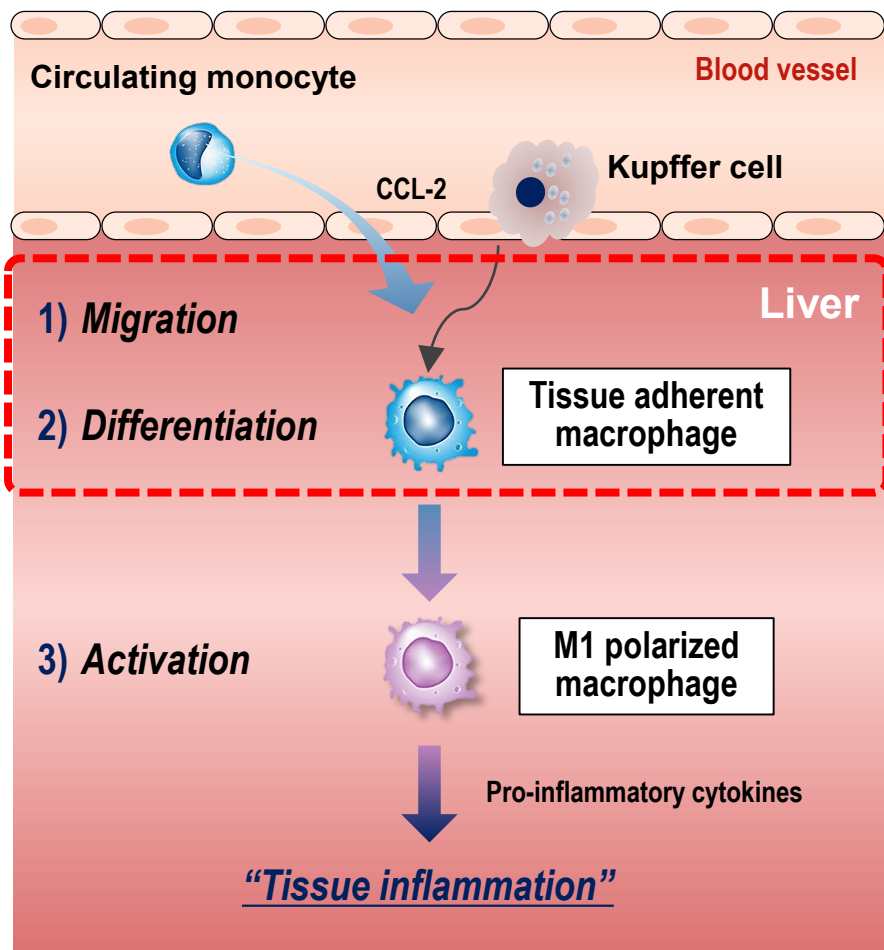 Circulating monocyte
Blood vessel
CCL-2
Kupffer cell
Liver
1) Migration
2) Differentiation
Tissue adherent
macrophage
3) Activation
M1 polarized
macrophage
Pro-inflammatory cytokines
“Tissue inflammation”